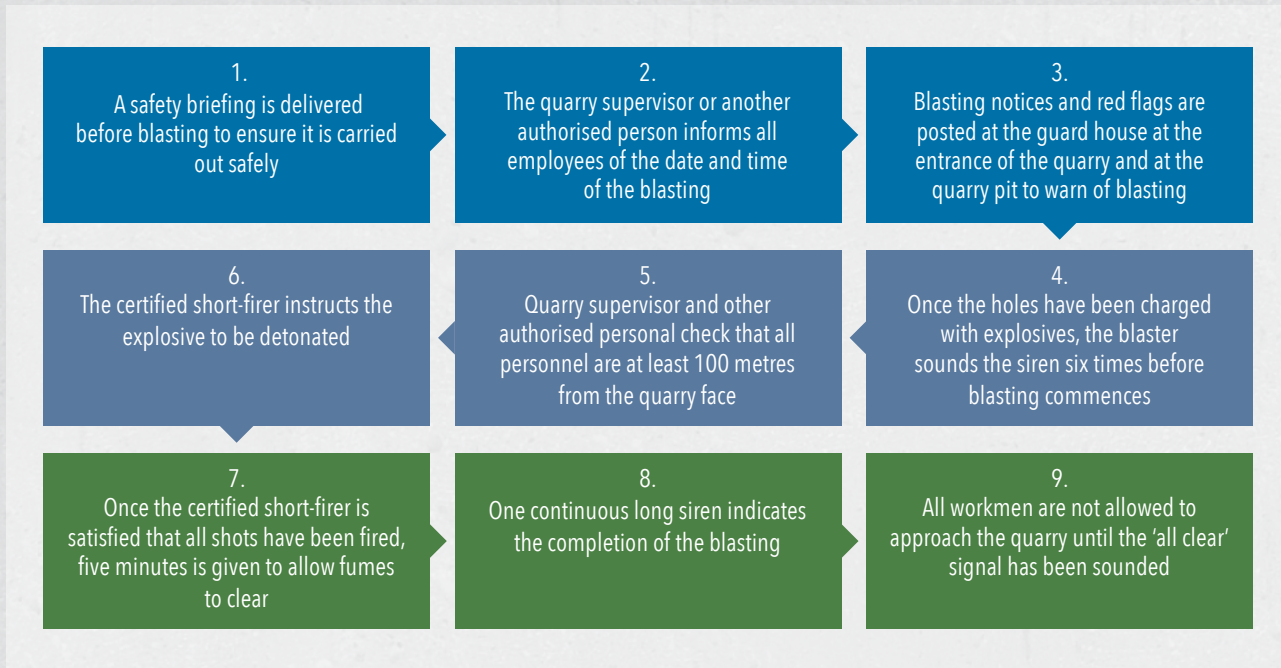 1.
A safety briefing is delivered
before blasting to ensure it is carried
out safely
2.
The quarry supervisor or another
authorised person informs all
employees of the date and time
of the blasting
3.
Blasting notices and red flags are
posted at the guard house at the
entrance of the quarry and at the
quarry pit to warn of blasting
4.
Once the holes have been charged
with explosives, the blaster
sounds the siren six times before
blasting commences
5.
Quarry supervisor and other
authorised personal check that all
personnel are at least 100 metres
from the quarry face
6.
The certified short-firer instructs the
explosive to be detonated
7.
Once the certified short-firer is
satisfied that all shots have been fired,
five minutes is given to allow fumes
to clear
8.
One continuous long siren indicates
the completion of the blasting
9.
All workmen are not allowed to
approach the quarry until the ‘all clear’
signal has been sounded